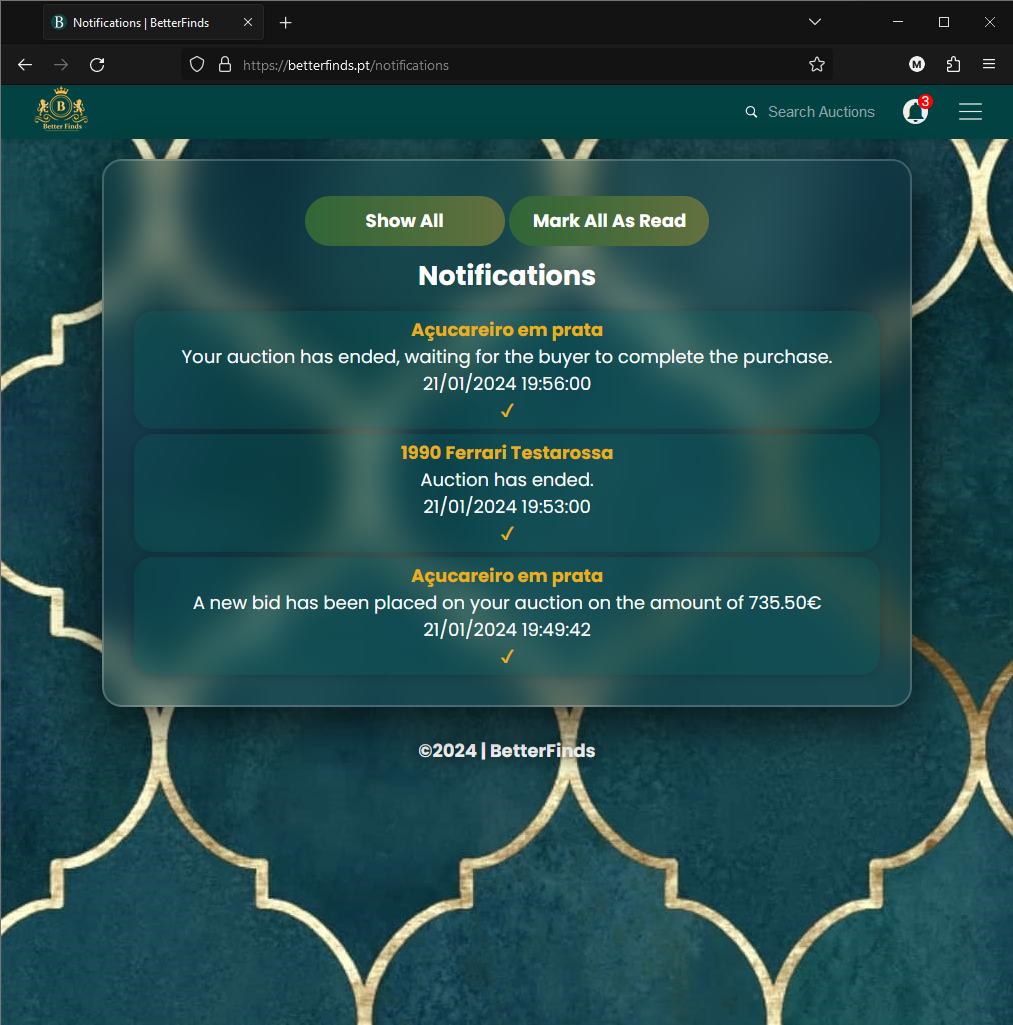 Notifications | BetterFinds
https://betterfinds.pt/notifications
M
B
Better Finds
Search Auctions
3
Show All
Mark All As Read
Notifications
Açucareiro em prata
Your auction has ended, waiting for the buyer to complete the purchase.
21/01/2024 19:56:00
✓
1990 Ferrari Testarossa
Auction has ended.
21/01/2024 19:53:00
✓
Açucareiro em prata
A new bid has been placed on your auction on the amount of 735.50€
21/01/2024 19:49:42
✓
©2024 | BetterFinds